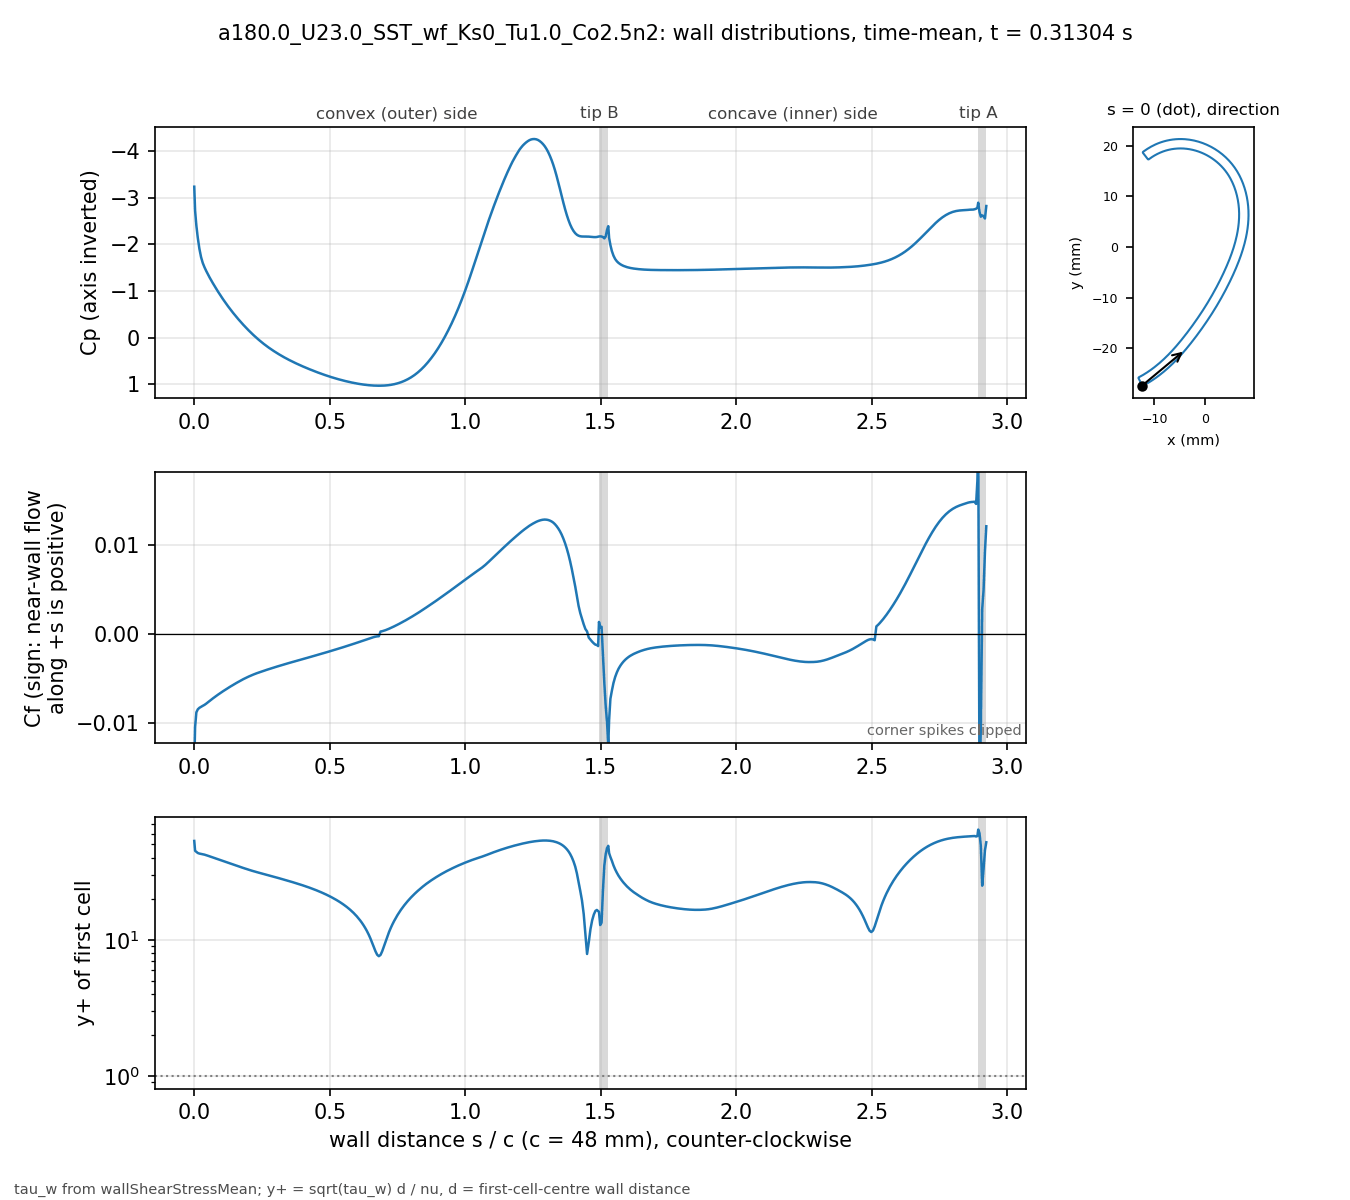 a180.0_U23.0_SST_wf_Ks0_Tu1.0_Co2.5n2: wall distributions, time-mean, t = 0.31304 s
convex (outer) side
tip B
concave (inner) side
tip A
s = 0 (dot), direction
Cp (axis inverted)
−4
−3
−2
−1
0
1
0.0
0.5
1.0
1.5
2.0
2.5
3.0
y (mm)
20
10
0
−10
−20
−10
0
x (mm)
Cf (sign: near-wall flow
along +s is positive)
0.01
0.00
−0.01
corner spikes clipped
0.0
0.5
1.0
1.5
2.0
2.5
3.0
y+ of first cell
10¹
10⁰
0.0
0.5
1.0
1.5
2.0
2.5
3.0
wall distance s / c (c = 48 mm), counter-clockwise
tau_w from wallShearStressMean; y+ = sqrt(tau_w) d / nu, d = first-cell-centre wall distance